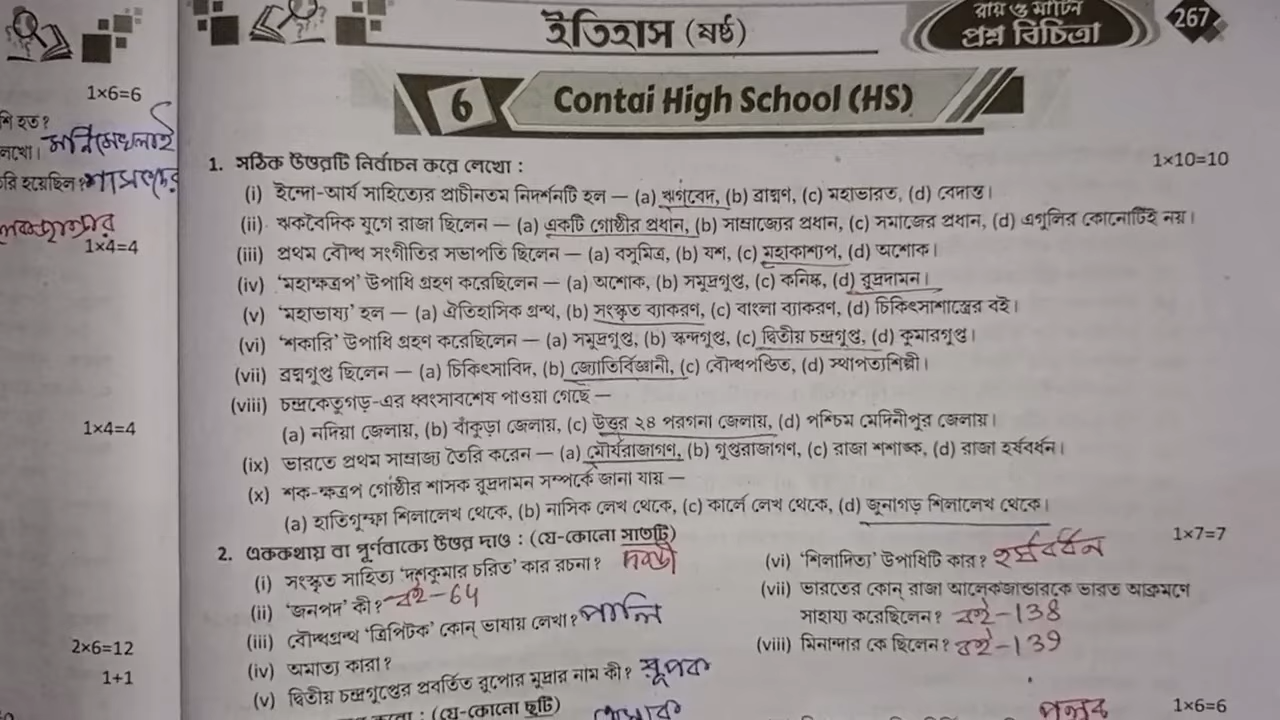 ইতিহাস (ষষ্ঠ)
রায় ও মার্টিন
প্রশ্ন বিচিত্রা
267
6 Contai High School (HS)
1×6=6
শি হত?
লেখো। মণিমেখলাই
রি হয়েছিল?
1×4=4
1×4=4
2×6=12
1+1
1. সঠিক উত্তরটি নির্বাচন করে লেখো : 1×10=10
(i) ইন্দো-আর্য সাহিত্যের প্রাচীনতম নিদর্শনটি হল — (a) ঋগ্‌বেদ, (b) ব্রাহ্মণ, (c) মহাভারত, (d) বেদান্ত।
(ii) ঋকবৈদিক যুগে রাজা ছিলেন — (a) একটি গোষ্ঠীর প্রধান, (b) সাম্রাজ্যের প্রধান, (c) সমাজের প্রধান, (d) এগুলির কোনোটিই নয়।
(iii) প্রথম বৌদ্ধ সংগীতির সভাপতি ছিলেন — (a) বসুমিত্র, (b) যশ, (c) মহাকাশ্যপ, (d) অশোক।
(iv) 'মহাক্ষত্রপ' উপাধি গ্রহণ করেছিলেন — (a) অশোক, (b) সমুদ্রগুপ্ত, (c) কনিষ্ক, (d) রুদ্রদামন।
(v) 'মহাভাষ্য' হল — (a) ঐতিহাসিক গ্রন্থ, (b) সংস্কৃত ব্যাকরণ, (c) বাংলা ব্যাকরণ, (d) চিকিৎসাশাস্ত্রের বই।
(vi) 'শকারি' উপাধি গ্রহণ করেছিলেন — (a) সমুদ্রগুপ্ত, (b) স্কন্দগুপ্ত, (c) দ্বিতীয় চন্দ্রগুপ্ত, (d) কুমারগুপ্ত।
(vii) ব্রহ্মগুপ্ত ছিলেন — (a) চিকিৎসাবিদ, (b) জ্যোতির্বিজ্ঞানী, (c) বৌদ্ধপণ্ডিত, (d) স্থাপত্যশিল্পী।
(viii) চন্দ্রকেতুগড়-এর ধ্বংসাবশেষ পাওয়া গেছে —
(a) নদিয়া জেলায়, (b) বাঁকুড়া জেলায়, (c) উত্তর ২৪ পরগনা জেলায়, (d) পশ্চিম মেদিনীপুর জেলায়।
(ix) ভারতে প্রথম সাম্রাজ্য তৈরি করেন — (a) মৌর্যরাজাগণ, (b) গুপ্তরাজাগণ, (c) রাজা শশাঙ্ক, (d) রাজা হর্ষবর্ধন।
(x) শক-ক্ষত্রপ গোষ্ঠীর শাসক রুদ্রদামন সম্পর্কে জানা যায় —
(a) হাতিগুম্ফা শিলালেখ থেকে, (b) নাসিক লেখ থেকে, (c) কার্লে লেখ থেকে, (d) জুনাগড় শিলালেখ থেকে।
2. এককথায় বা পূর্ণবাক্যে উত্তর দাও : (যে-কোনো সাতটি) 1×7=7
(i) সংস্কৃত সাহিত্য 'দশকুমার চরিত' কার রচনা? দণ্ডী
(ii) 'জনপদ' কী? বই-64
(iii) বৌদ্ধগ্রন্থ 'ত্রিপিটক' কোন্ ভাষায় লেখা? পালি
(iv) অমাত্য কারা?
(v) দ্বিতীয় চন্দ্রগুপ্তের প্রবর্তিত রুপোর মুদ্রার নাম কী? রূপক
(vi) 'শিলাদিত্য' উপাধিটি কার? হর্ষবর্ধন
(vii) ভারতের কোন্ রাজা আলেকজান্ডারকে ভারত আক্রমণে
সাহায্য করেছিলেন? বই-138
(viii) মিনান্দার কে ছিলেন? বই-139
: (যে-কোনো ছটি) 1×6=6